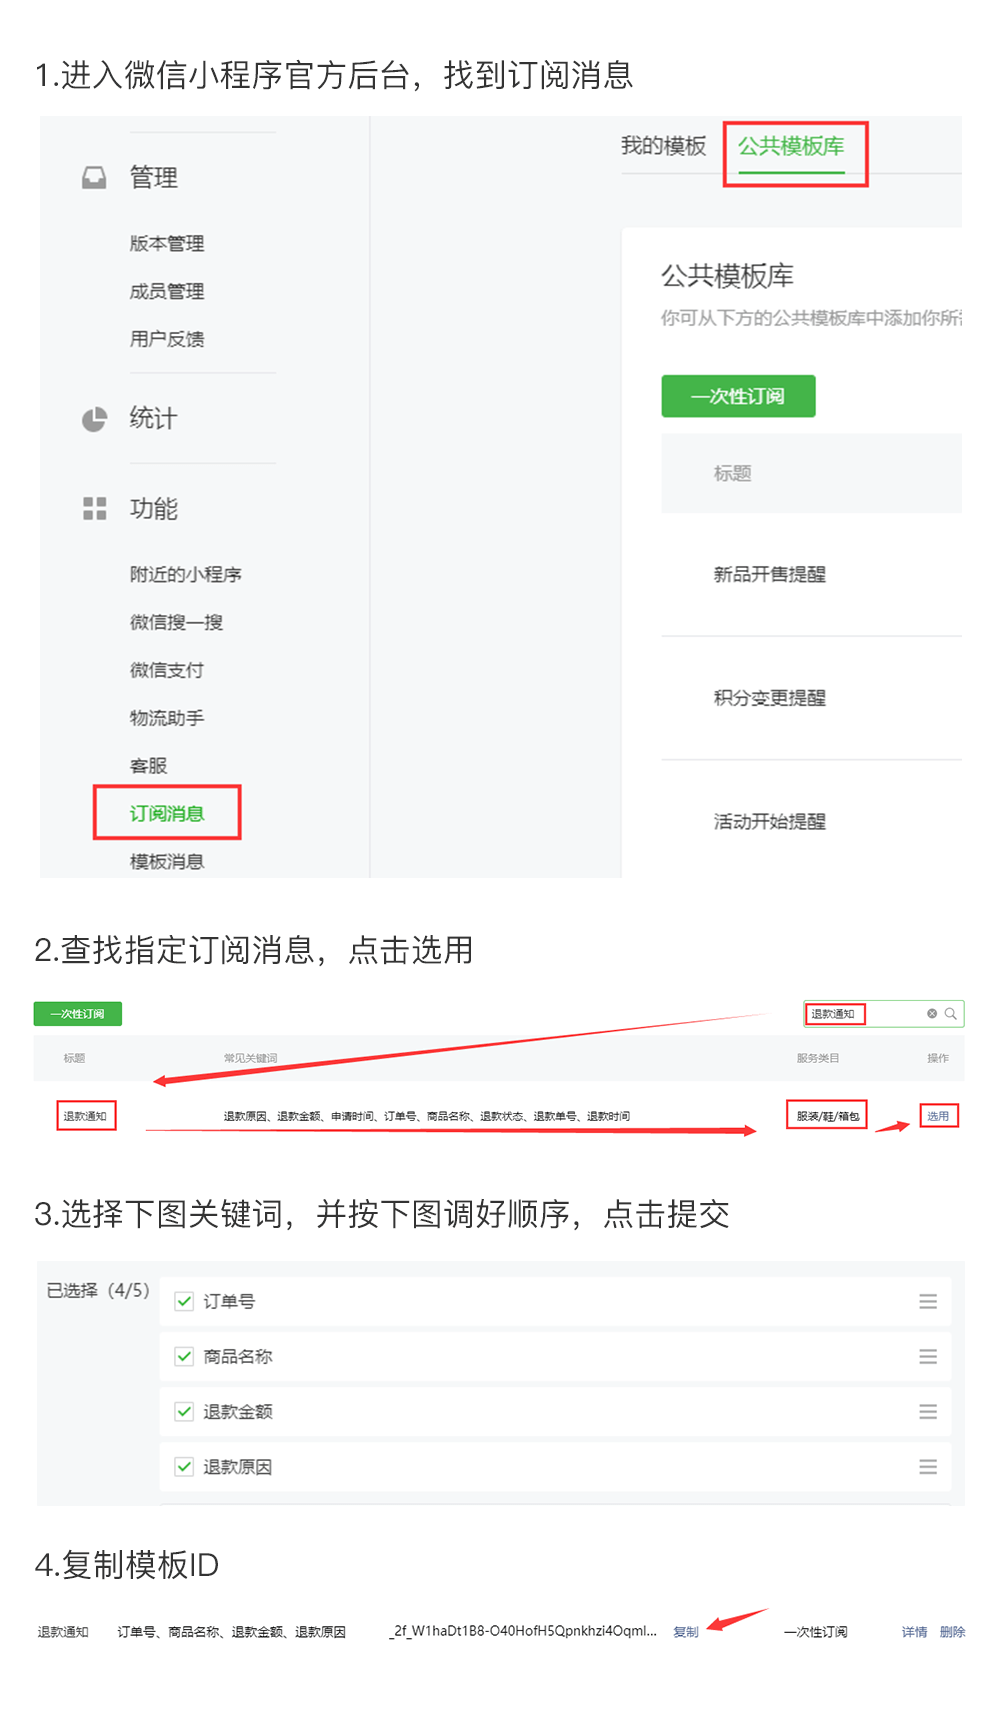 1.进入微信小程序官方后台，找到订阅消息
我的模板 公共模板库
管理
版本管理
成员管理
用户反馈
统计
功能
附近的小程序
微信搜一搜
微信支付
物流助手
客服
订阅消息
模板消息
公共模板库
你可从下方的公共模板库中添加你所
一次性订阅
标题
新品开售提醒
积分变更提醒
活动开始提醒
2.查找指定订阅消息，点击选用
一次性订阅 退款通知
标题 常见关键词 服务类目 操作
退款通知 退款原因、退款金额、申请时间、订单号、商品名称、退款状态、退款单号、退款时间 服装/鞋/箱包 选用
3.选择下图关键词，并按下图调好顺序，点击提交
已选择（4/5） 订单号
商品名称
退款金额
退款原因
4.复制模板ID
退款通知 订单号、商品名称、退款金额、退款原因 _2f_W1haDt1B8-O40HofH5Qpnkhzi4Oqml... 复制 一次性订阅 详情 删除